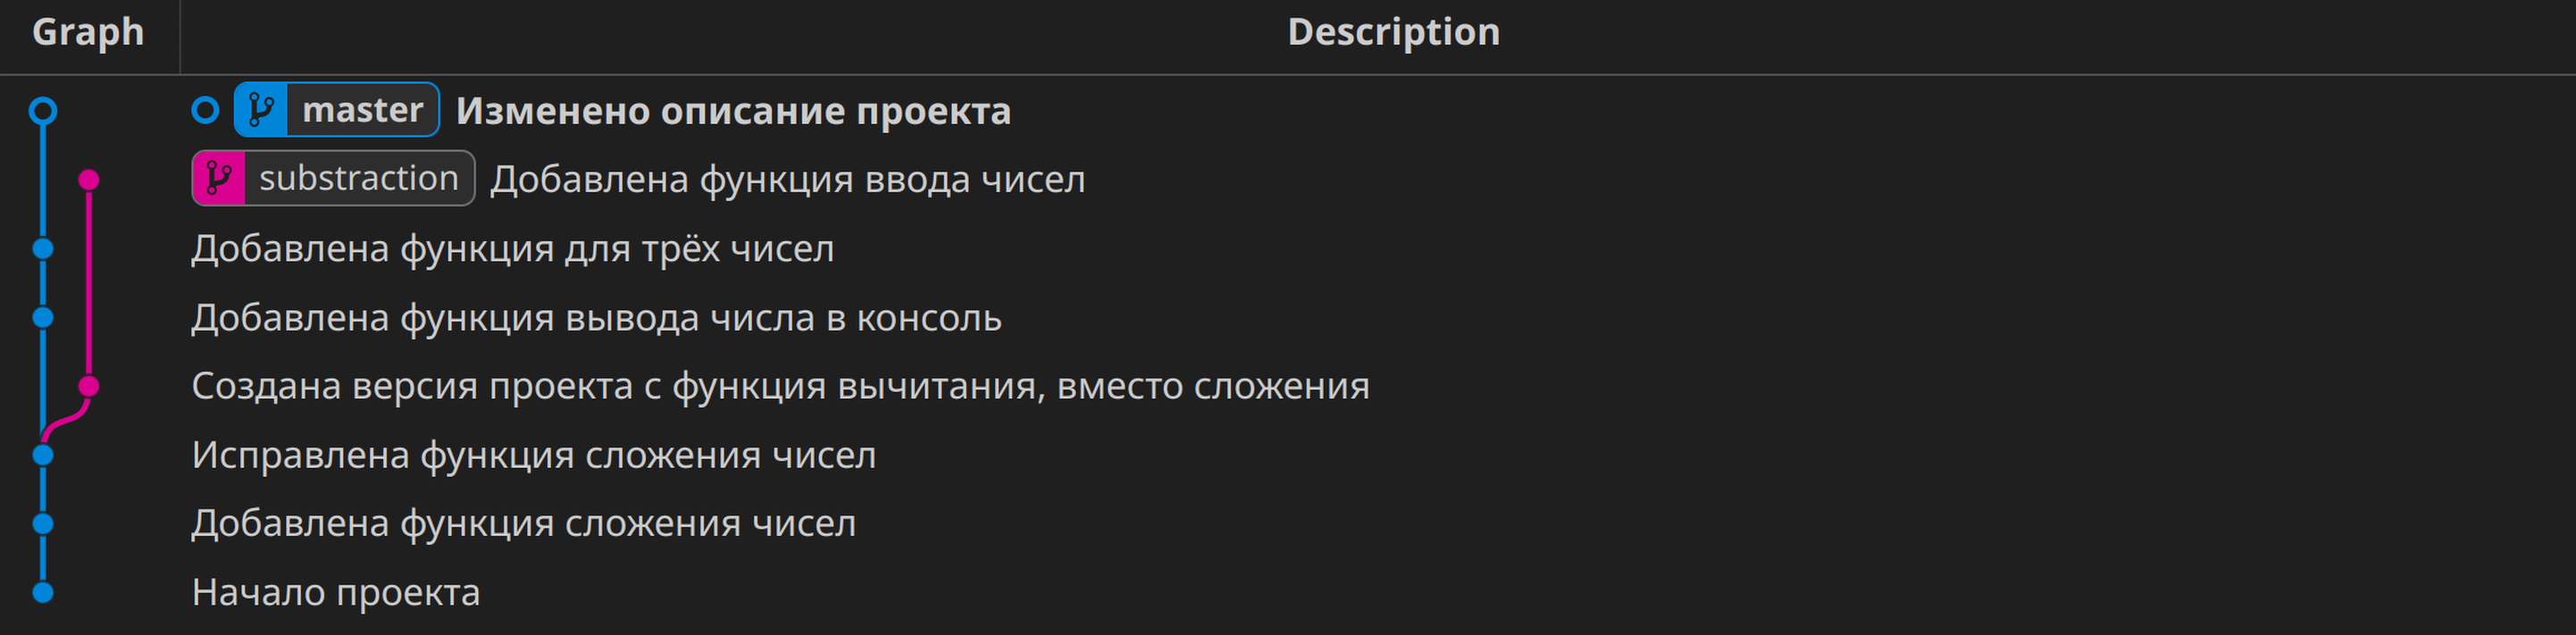 Graph Description
master Изменено описание проекта
substraction Добавлена функция ввода чисел
Добавлена функция для трёх чисел
Добавлена функция вывода числа в консоль
Создана версия проекта с функция вычитания, вместо сложения
Исправлена функция сложения чисел
Добавлена функция сложения чисел
Начало проекта